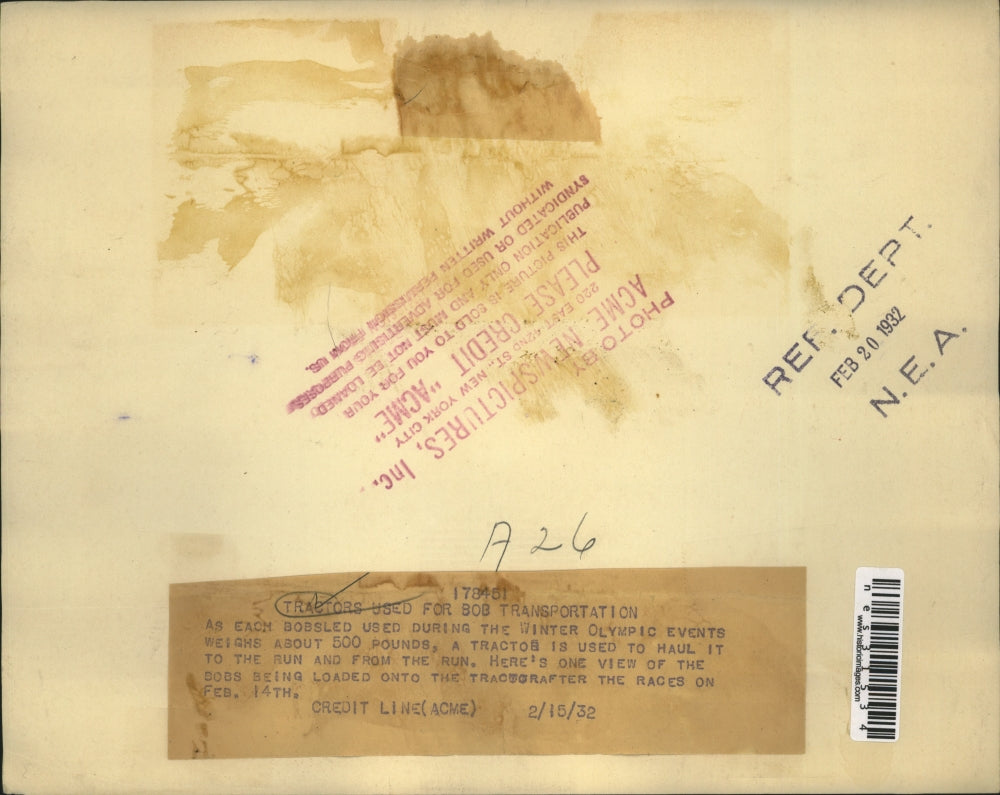 PHOTO BY
ACME NEWSPICTURES, Inc.
220 EAST 42ND ST., NEW YORK CITY
PLEASE CREDIT "ACME"
THIS PICTURE IS SOLD TO YOU FOR YOUR
PUBLICATION ONLY AND MUST NOT BE LOANED
SYNDICATED OR USED FOR ADVERTISING PURPOSES
WITHOUT WRITTEN PERMISSION FROM US.
REF. DEPT.
FEB 20 1932
N. E. A.
A 26
178451
TRACTORS USED FOR BOB TRANSPORTATION
AS EACH BOBSLED USED DURING THE WINTER OLYMPIC EVENTS
WEIGHS ABOUT 500 POUNDS, A TRACTOR IS USED TO HAUL IT
TO THE RUN AND FROM THE RUN. HERE'S ONE VIEW OF THE
BOBS BEING LOADED ONTO THE TRACTORAFTER THE RACES ON
FEB. 14TH.
CREDIT LINE(ACME) 2/15/32
nes31534
www.historicimages.com